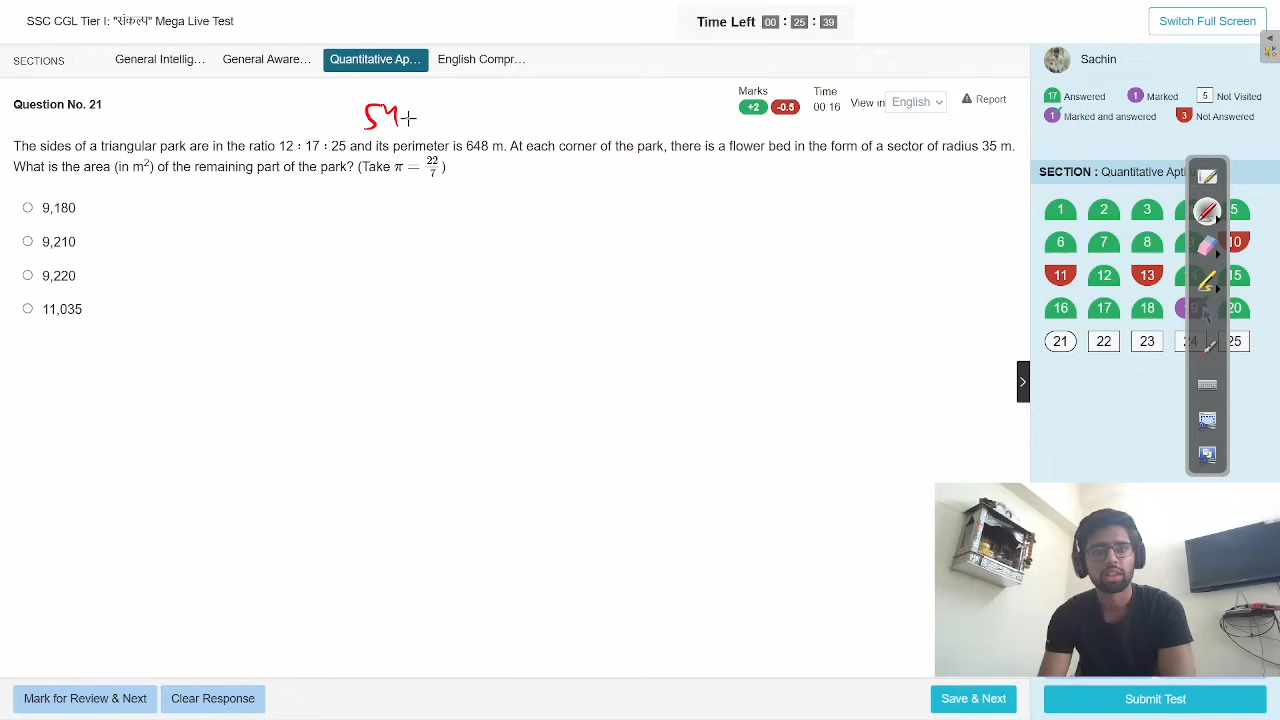 SSC CGL Tier I: "संकल्प" Mega Live Test
Time Left 00 : 25 : 39
Switch Full Screen
SECTIONS
General Intellig...
General Aware...
Quantitative Ap...
English Compr...
Sachin
Question No. 21
Marks
+2 -0.5
Time
00:16
View in English
Report
17 Answered
1 Marked
5 Not Visited
1 Marked and answered
3 Not Answered
54
The sides of a triangular park are in the ratio 12 : 17 : 25 and its perimeter is 648 m. At each corner of the park, there is a flower bed in the form of a sector of radius 35 m.
What is the area (in m²) of the remaining part of the park? (Take π = 22/7 )
9,180
9,210
9,220
11,035
SECTION : Quantitative Apti
1 2 3 5
6 7 8 10
11 12 13 15
16 17 18 19 20
21 22 23 24 25
Mark for Review & Next
Clear Response
Save & Next
Submit Test